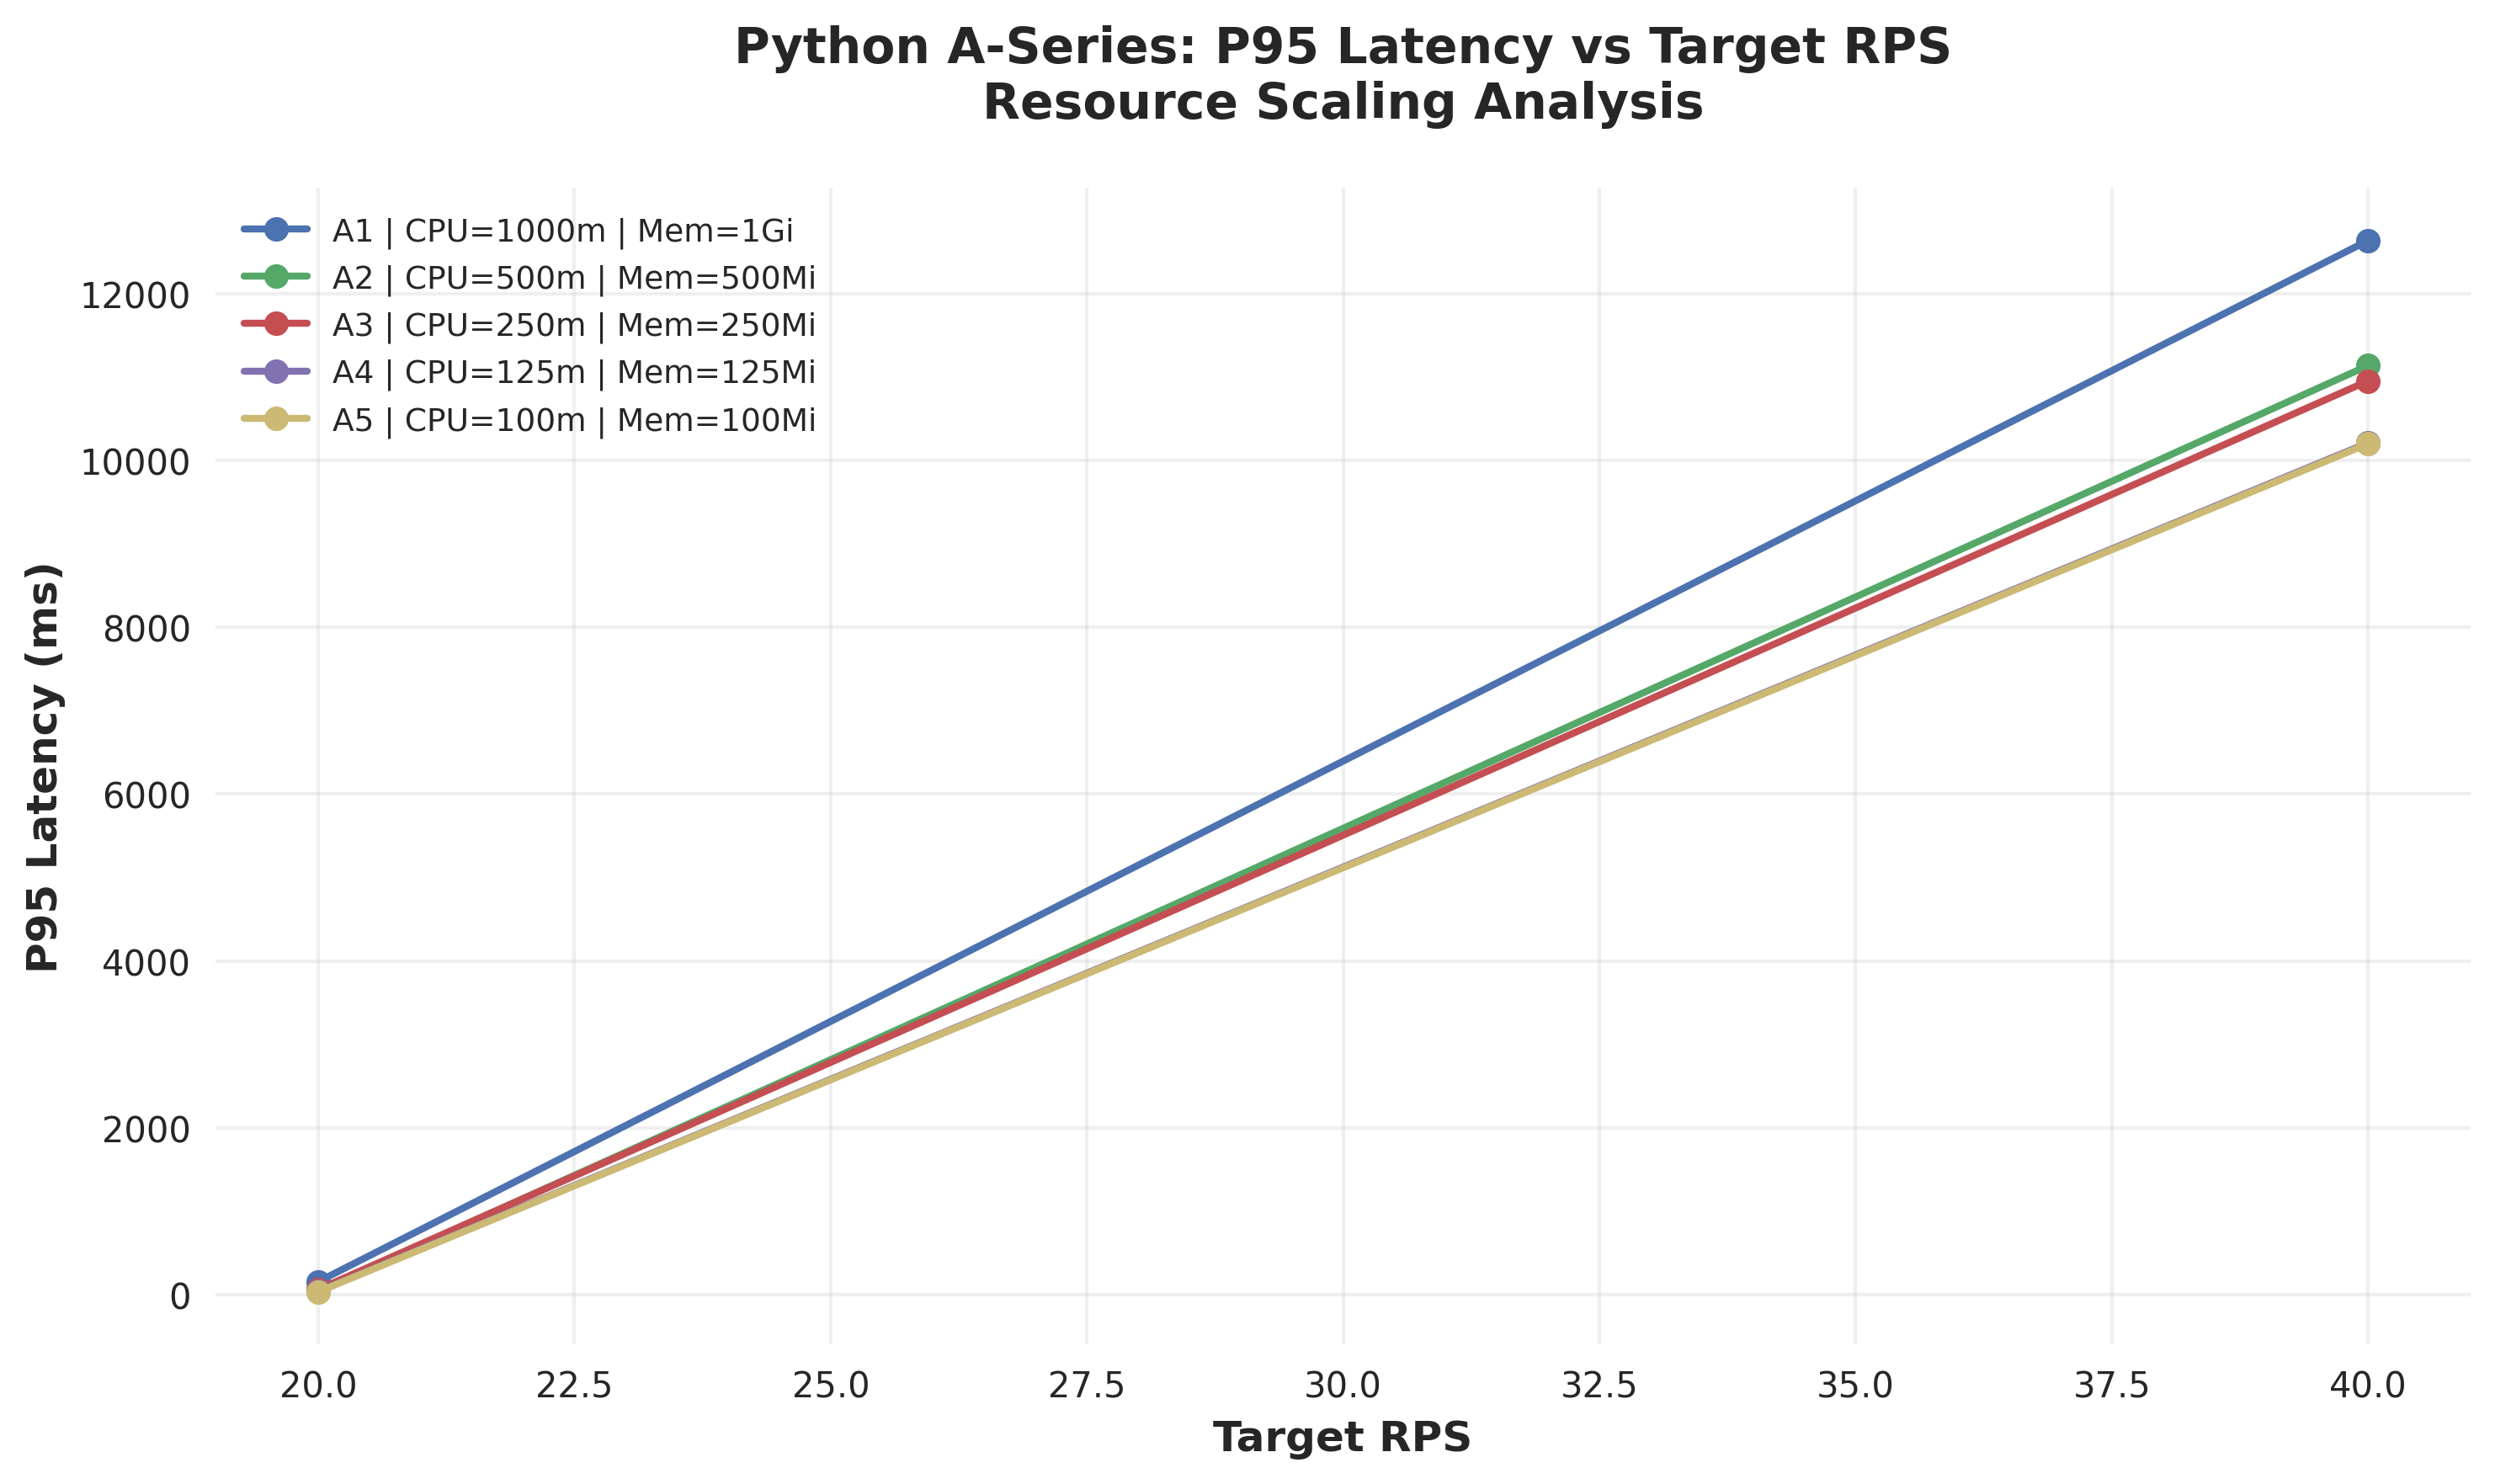 Python A-Series: P95 Latency vs Target RPS
Resource Scaling Analysis
A1 | CPU=1000m | Mem=1Gi
A2 | CPU=500m | Mem=500Mi
A3 | CPU=250m | Mem=250Mi
A4 | CPU=125m | Mem=125Mi
A5 | CPU=100m | Mem=100Mi
P95 Latency (ms)
12000
10000
8000
6000
4000
2000
0
20.0 22.5 25.0 27.5 30.0 32.5 35.0 37.5 40.0
Target RPS